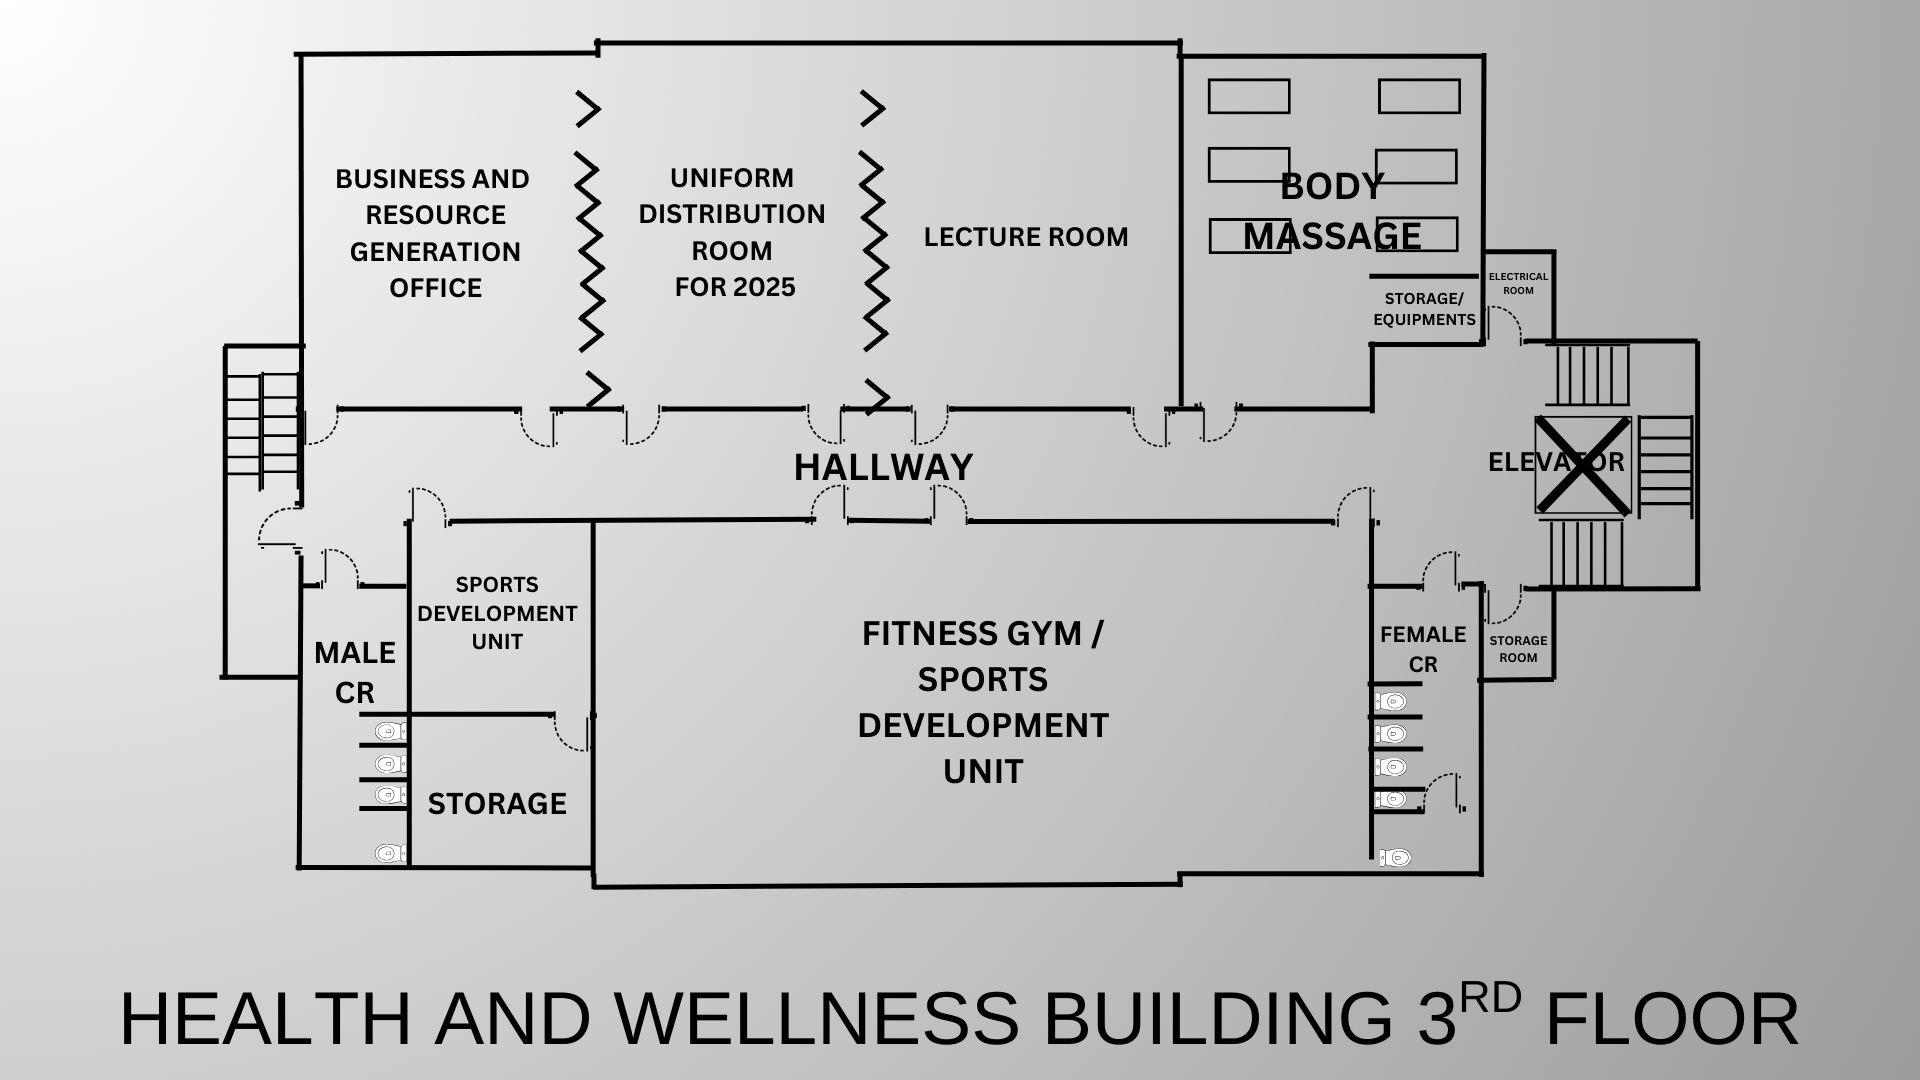 BUSINESS AND
RESOURCE
GENERATION
OFFICE
UNIFORM
DISTRIBUTION
ROOM
FOR 2025
LECTURE ROOM
BODY
MASSAGE
STORAGE/
EQUIPMENTS
ELECTRICAL
ROOM
HALLWAY
ELEVATOR
MALE
CR
SPORTS
DEVELOPMENT
UNIT
STORAGE
FITNESS GYM /
SPORTS
DEVELOPMENT
UNIT
FEMALE
CR
STORAGE
ROOM
HEALTH AND WELLNESS BUILDING 3RD FLOOR